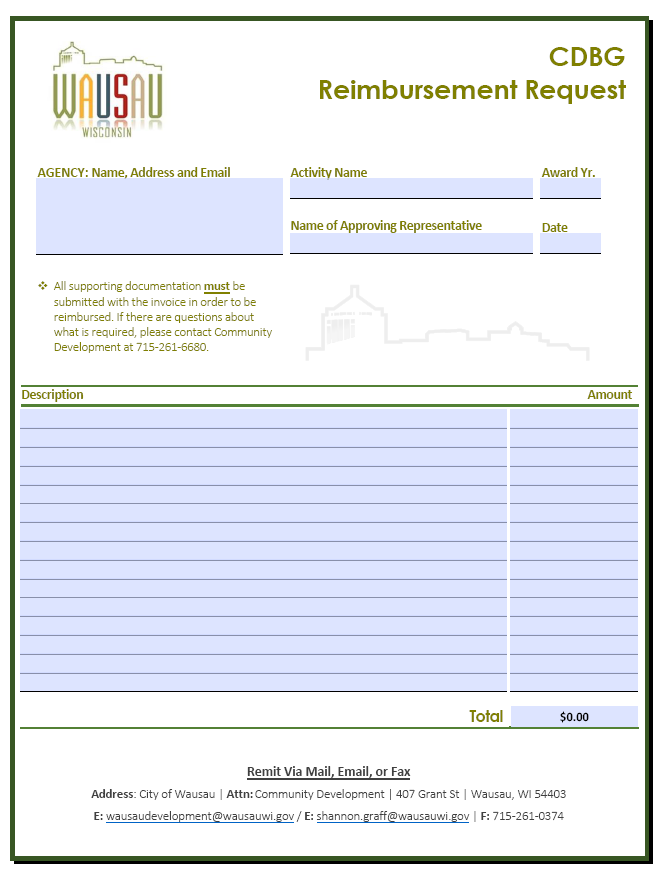 WAUSAU
WISCONSIN
CDBG
Reimbursement Request
AGENCY: Name, Address and Email
Activity Name
Award Yr.
Name of Approving Representative
Date
❖ All supporting documentation must be
submitted with the invoice in order to be
reimbursed. If there are questions about
what is required, please contact Community
Development at 715-261-6680.
Description
Amount
Total
$0.00
Remit Via Mail, Email, or Fax
Address: City of Wausau | Attn: Community Development | 407 Grant St | Wausau, WI 54403
E: wausaudevelopment@wausauwi.gov / E: shannon.graff@wausauwi.gov | F: 715-261-0374